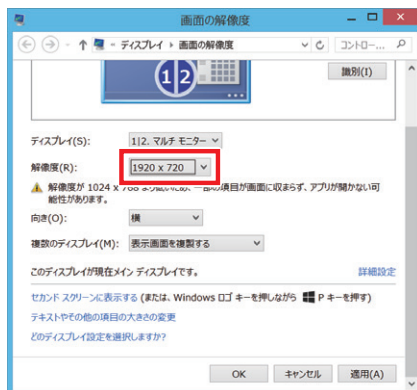 画面の解像度
ディスプレイ
画面の解像度
コントロー...
1|2
識別(I)
ディスプレイ(S):
1|2. マルチ モニター
解像度(R):
1920 x 720
解像度が 1024 x 768 より低いため、一部の項目が画面に収まらず、アプリが開かない可
能性があります。
向き(O):
横
複数のディスプレイ(M):
表示画面を複製する
このディスプレイが現在メイン ディスプレイです。
詳細設定
セカンド スクリーンに表示する (または、Windows ロゴ キーを押しながら P キーを押す)
テキストやその他の項目の大きさの変更
どのディスプレイ設定を選択しますか?
OK
キャンセル
適用(A)